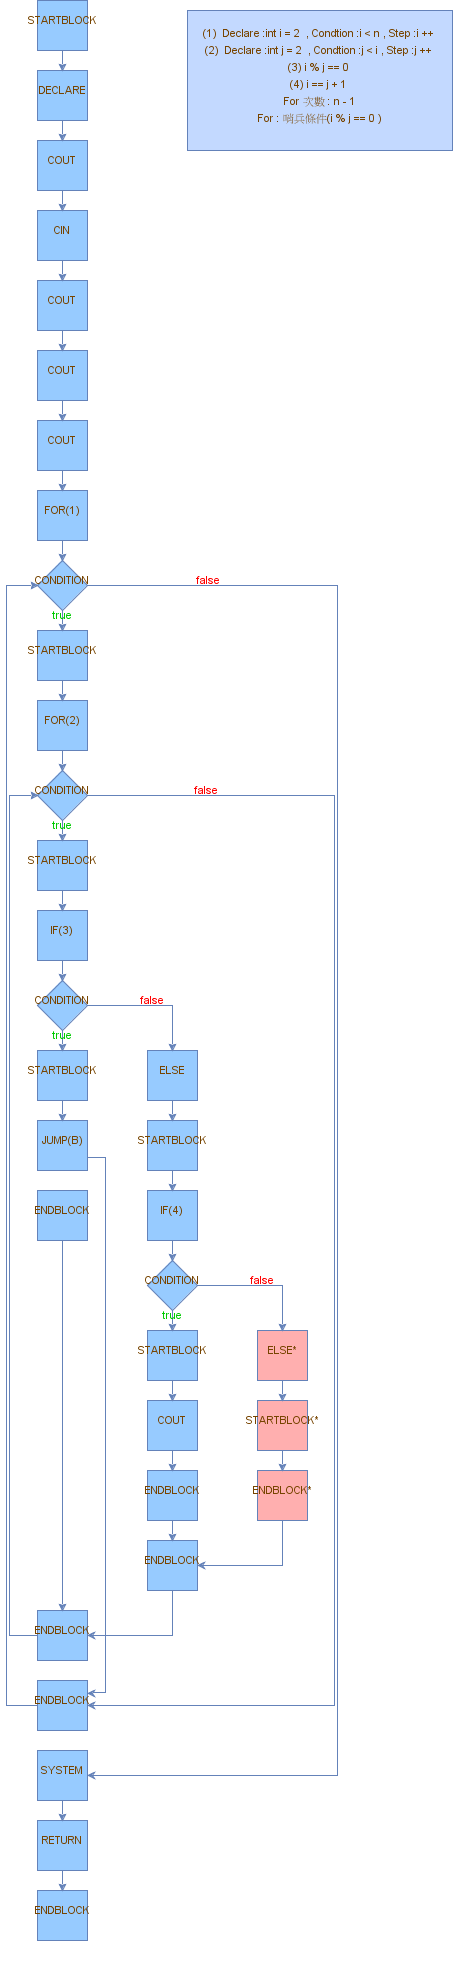 STARTBLOCK
(1) Declare :int i = 2 , Condtion :i < n , Step :i ++
(2) Declare :int j = 2 , Condtion :j < i , Step :j ++
(3) i % j == 0
(4) i == j + 1
For 次數 : n - 1
For : 哨兵條件(i % j == 0 )
DECLARE
COUT
CIN
COUT
COUT
COUT
FOR(1)
CONDITION
false
true
STARTBLOCK
FOR(2)
CONDITION
false
true
STARTBLOCK
IF(3)
CONDITION
false
true
STARTBLOCK
ELSE
JUMP(B)
STARTBLOCK
ENDBLOCK
IF(4)
CONDITION
false
true
STARTBLOCK
ELSE*
COUT
STARTBLOCK*
ENDBLOCK
ENDBLOCK*
ENDBLOCK
ENDBLOCK
ENDBLOCK
SYSTEM
RETURN
ENDBLOCK